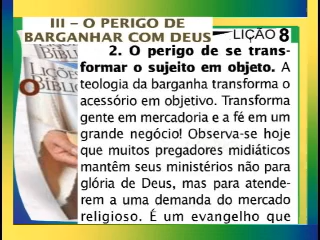 III – O PERIGO DE
BARGANHAR COM DEUS
LIÇÃO 8
2. O perigo de se trans-
formar o sujeito em objeto. A
teologia da barganha transforma o
acessório em objetivo. Transforma
gente em mercadoria e a fé em um
grande negócio! Observa-se hoje
que muitos pregadores midiáticos
mantêm seus ministérios não para
glória de Deus, mas para atende-
rem a uma demanda do mercado
religioso. É um evangelho que